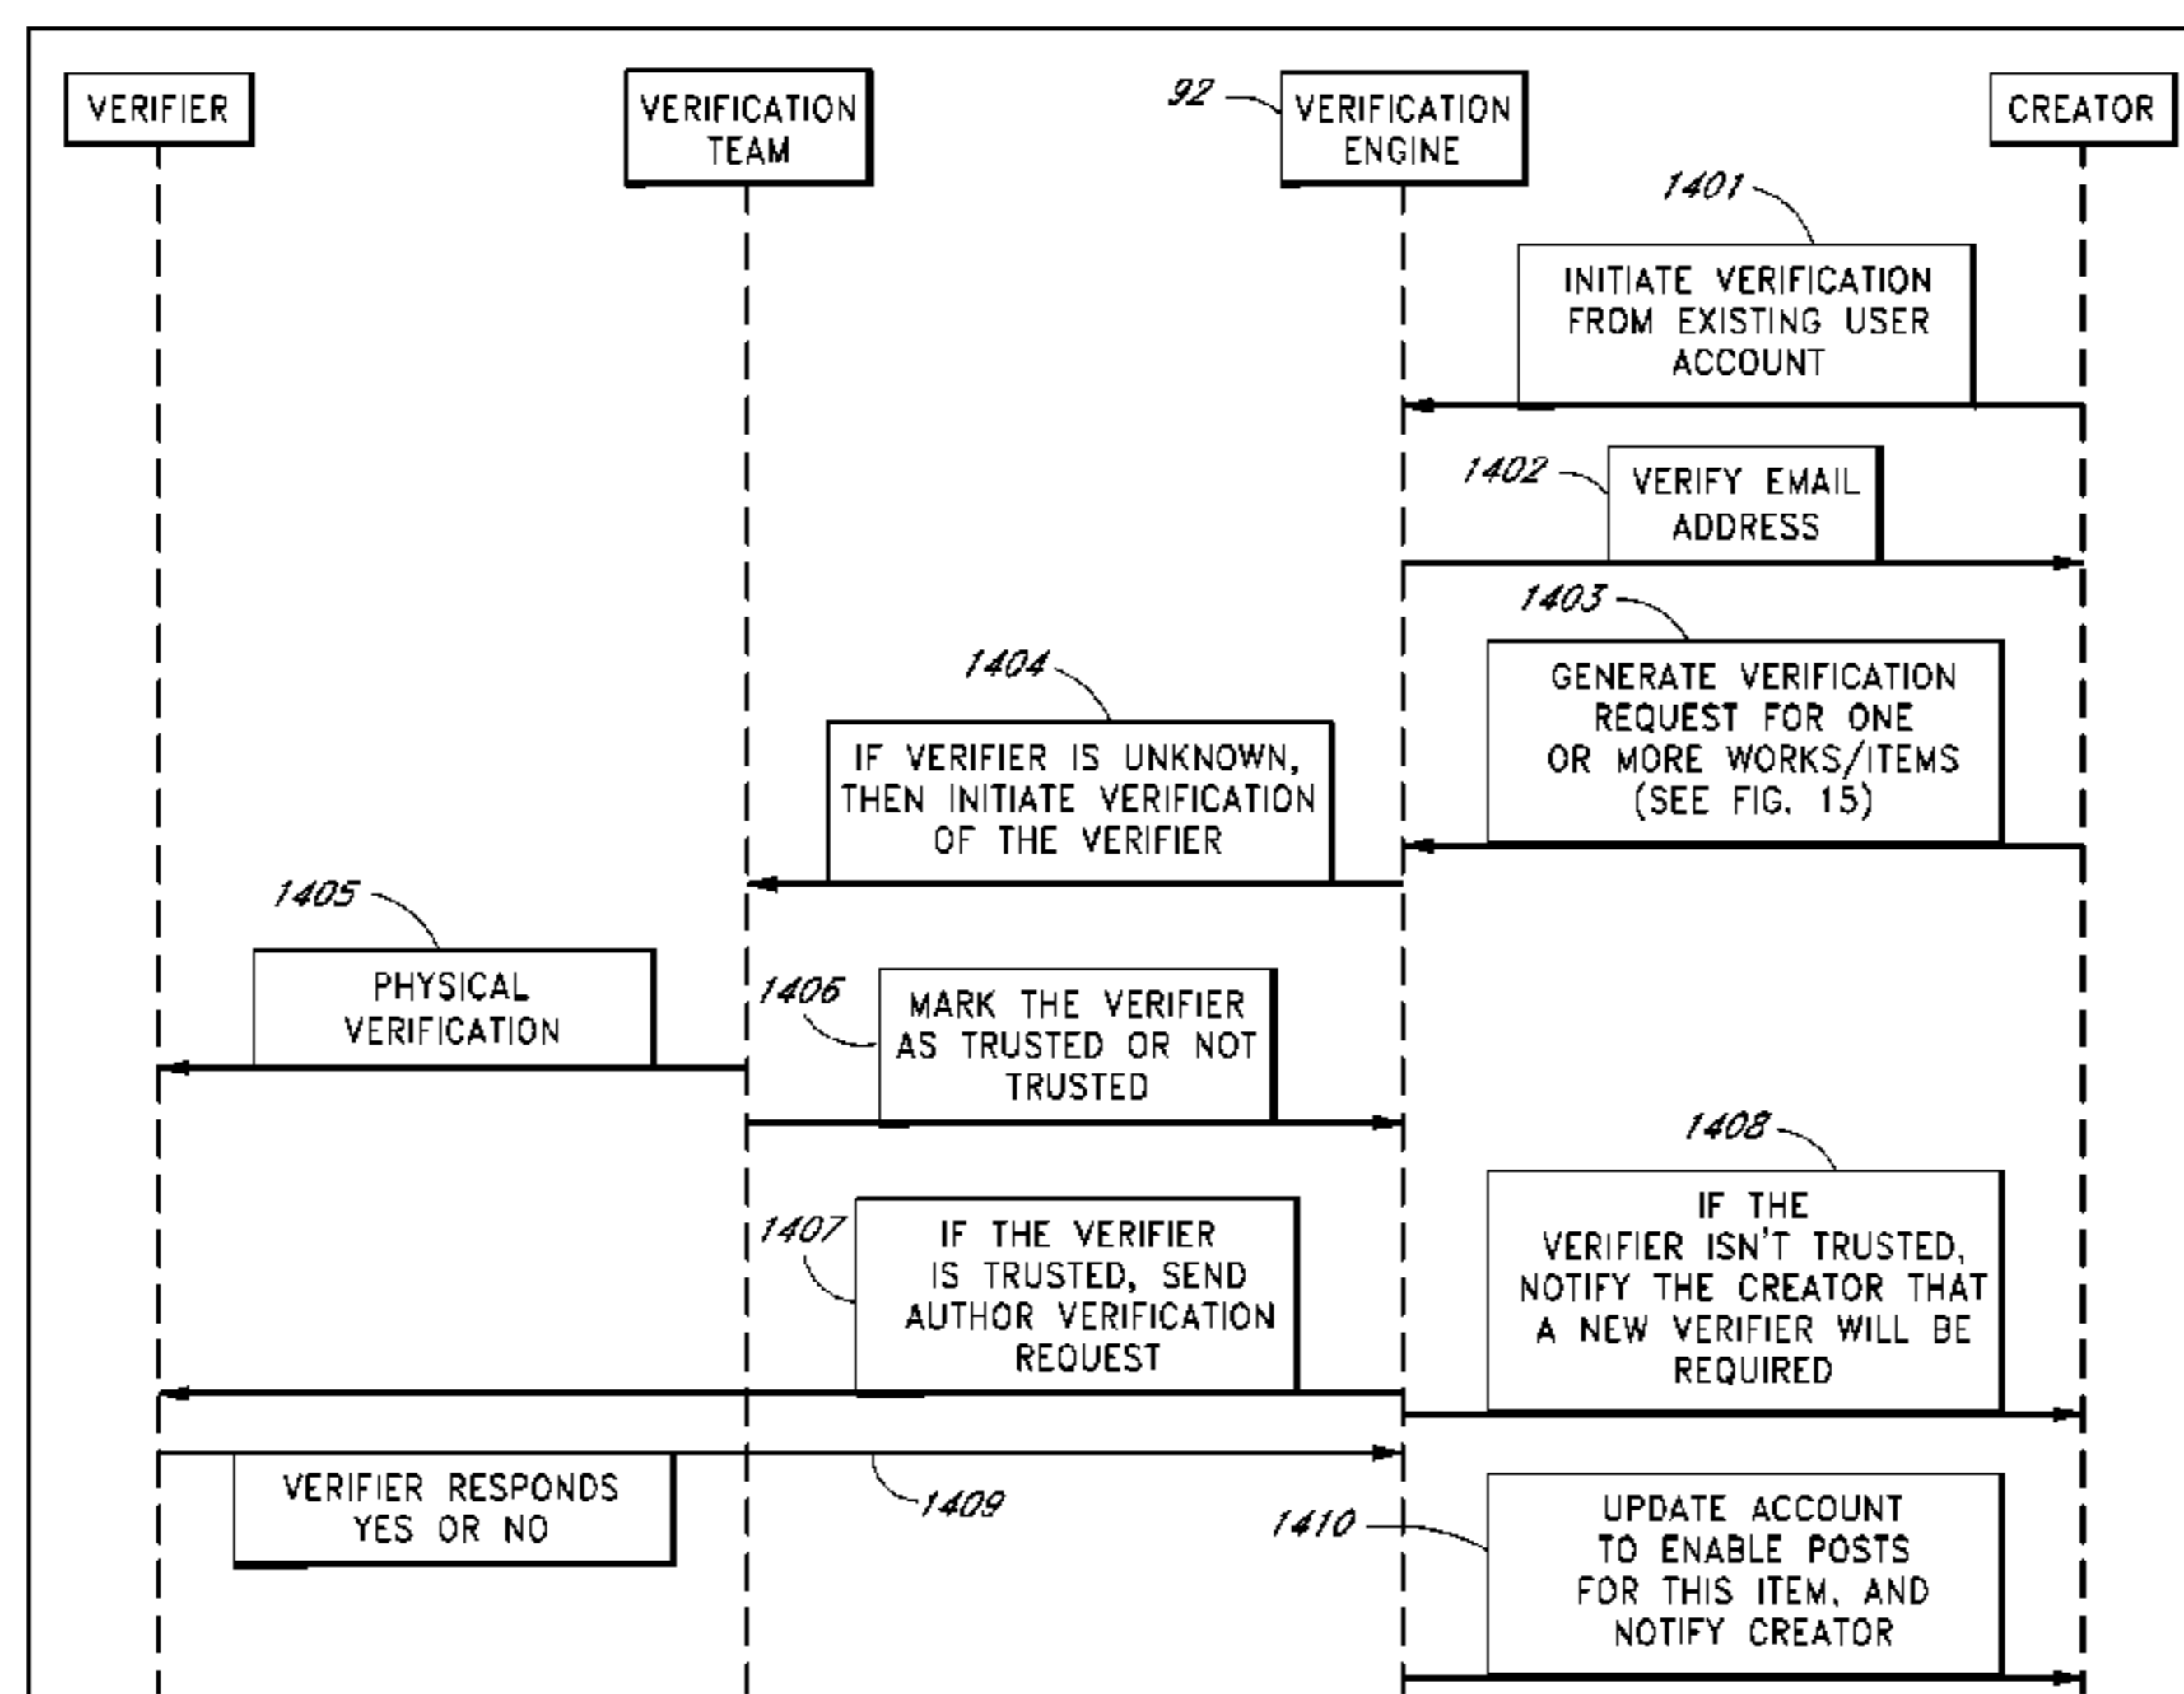 VERIFIER
VERIFICATION
TEAM
92
VERIFICATION
ENGINE
CREATOR
1401
INITIATE VERIFICATION
FROM EXISTING USER
ACCOUNT
1402
VERIFY EMAIL
ADDRESS
1403
GENERATE VERIFICATION
REQUEST FOR ONE
OR MORE WORKS/ITEMS
(SEE FIG. 15)
1404
IF VERIFIER IS UNKNOWN,
THEN INITIATE VERIFICATION
OF THE VERIFIER
1405
PHYSICAL
VERIFICATION
1406
MARK THE VERIFIER
AS TRUSTED OR NOT
TRUSTED
1407
IF THE VERIFIER
IS TRUSTED, SEND
AUTHOR VERIFICATION
REQUEST
1408
IF THE
VERIFIER ISN'T TRUSTED,
NOTIFY THE CREATOR THAT
A NEW VERIFIER WILL BE
REQUIRED
VERIFIER RESPONDS
YES OR NO
1409
1410
UPDATE ACCOUNT
TO ENABLE POSTS
FOR THIS ITEM, AND
NOTIFY CREATOR